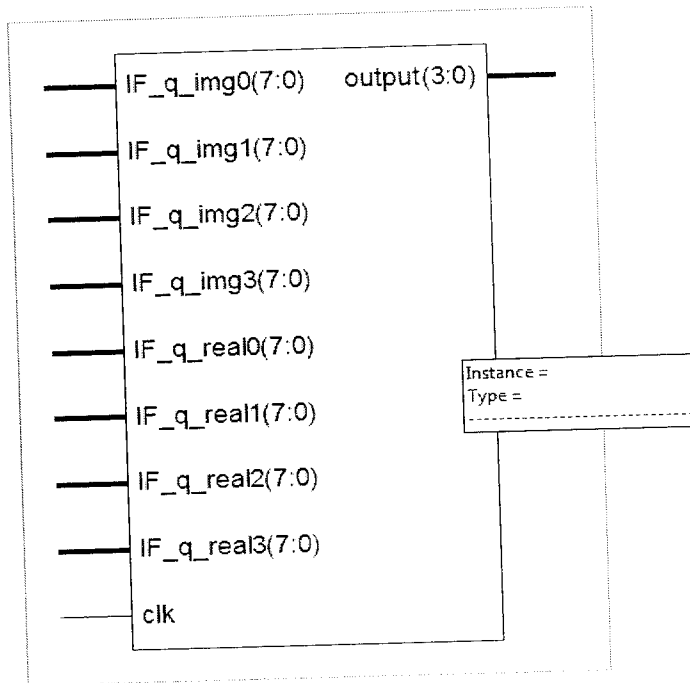 IF_q_img0(7:0) output(3:0)
IF_q_img1(7:0)
IF_q_img2(7:0)
IF_q_img3(7:0)
IF_q_real0(7:0)
IF_q_real1(7:0)
IF_q_real2(7:0)
IF_q_real3(7:0)
clk
Instance =
Type =